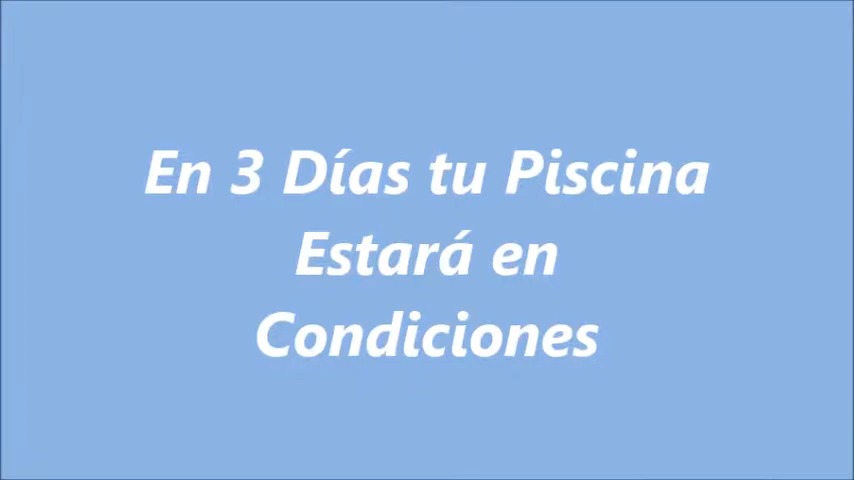 En 3 Días tu Piscina
Estará en
Condiciones